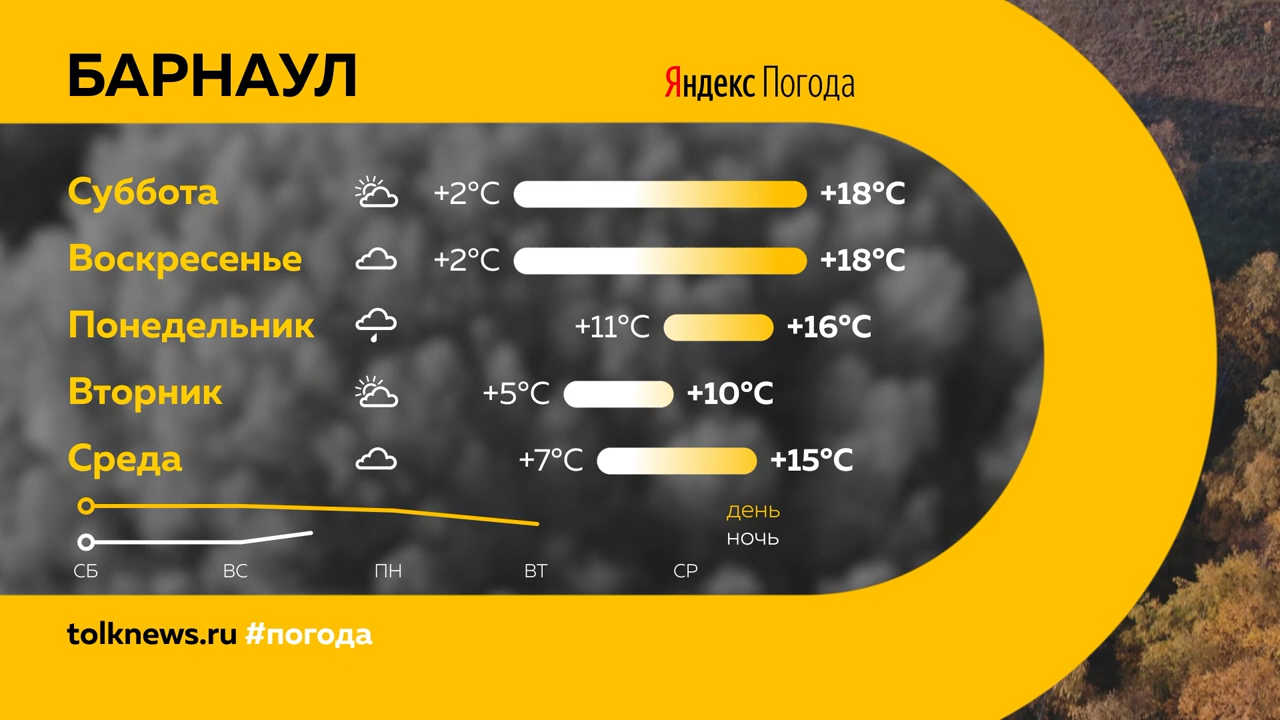 БАРНАУЛ
Яндекс Погода
Суббота +2°C +18°C
Воскресенье +2°C +18°C
Понедельник +11°C +16°C
Вторник +5°C +10°C
Среда +7°C +15°C
день
ночь
СБ ВС ПН ВТ СР
tolknews.ru #погода